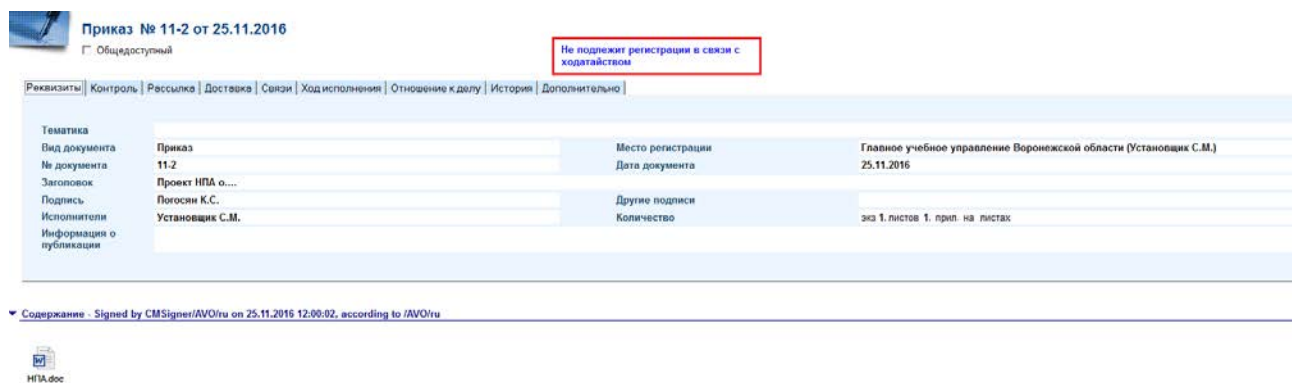 Приказ № 11-2 от 25.11.2016
Общедоступный
Не подлежит регистрации в связи с
ходатайством
Реквизиты Контроль Рассылка Доставка Связи Ход исполнения Отношение к делу История Дополнительно
Тематика
Вид документа Приказ Место регистрации Главное учебное управление Воронежской области (Установщик С.М.)
№ документа 11-2 Дата документа 25.11.2016
Заголовок Проект НПА о....
Подпись Погосян К.С. Другие подписи
Исполнители Установщик С.М. Количество экз 1. листов 1. прил. на листах
Информация о
публикации
Содержание - Signed by CMSigner/AVO/ru on 25.11.2016 12:00:02, according to /AVO/ru
НПА.doc